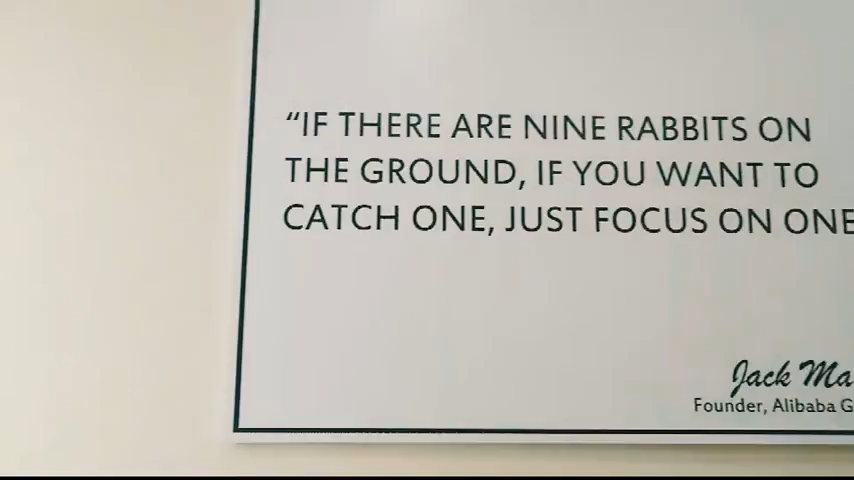 “IF THERE ARE NINE RABBITS ON
THE GROUND, IF YOU WANT TO
CATCH ONE, JUST FOCUS ON ONE
Jack Ma
Founder, Alibaba G